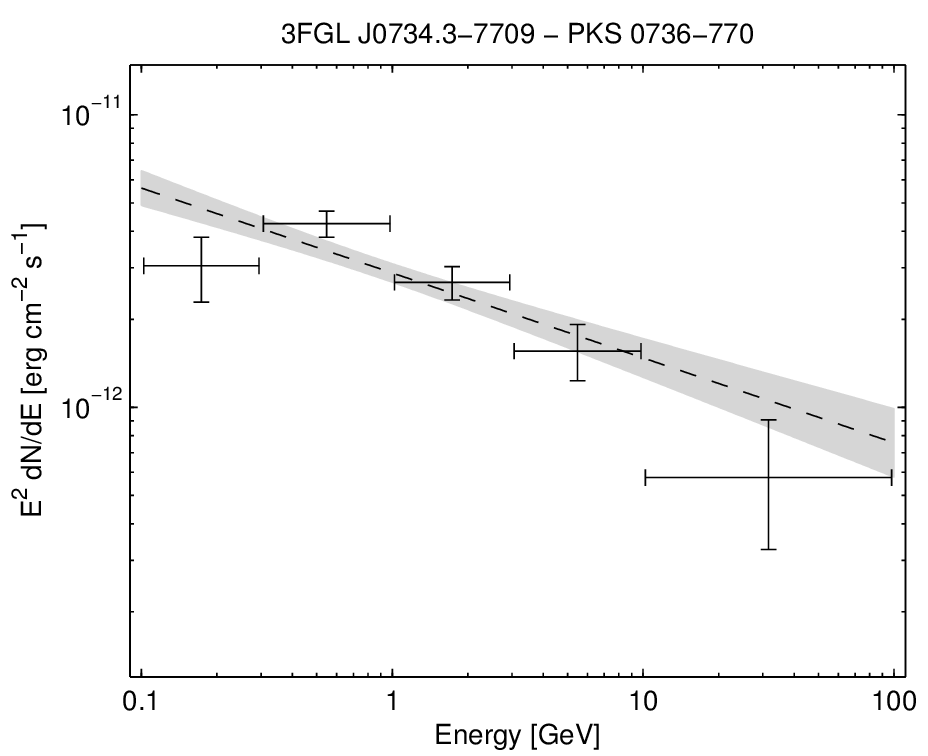 3FGL J0734.3−7709 − PKS 0736−770
10⁻¹¹
10⁻¹²
E² dN/dE [erg cm⁻² s⁻¹]
0.1 1 10 100
Energy [GeV]